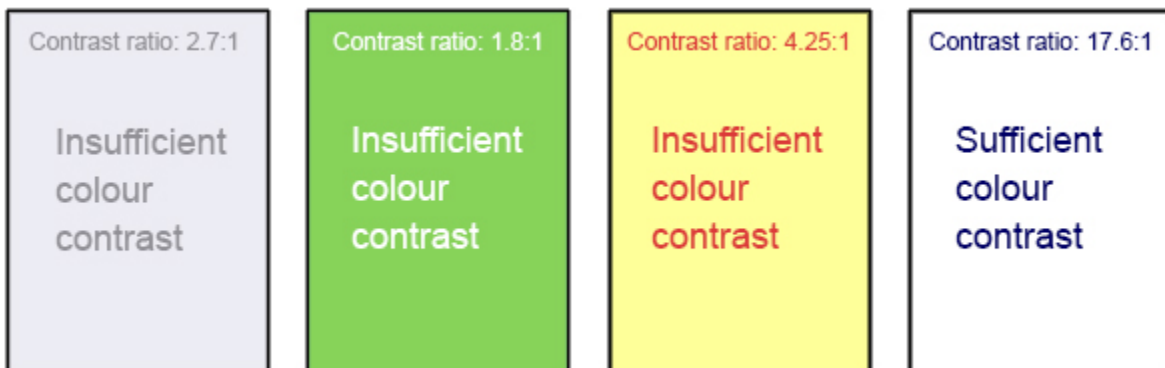 Contrast ratio: 2.7:1
Insufficient
colour
contrast
Contrast ratio: 1.8:1
Insufficient
colour
contrast
Contrast ratio: 4.25:1
Insufficient
colour
contrast
Contrast ratio: 17.6:1
Sufficient
colour
contrast